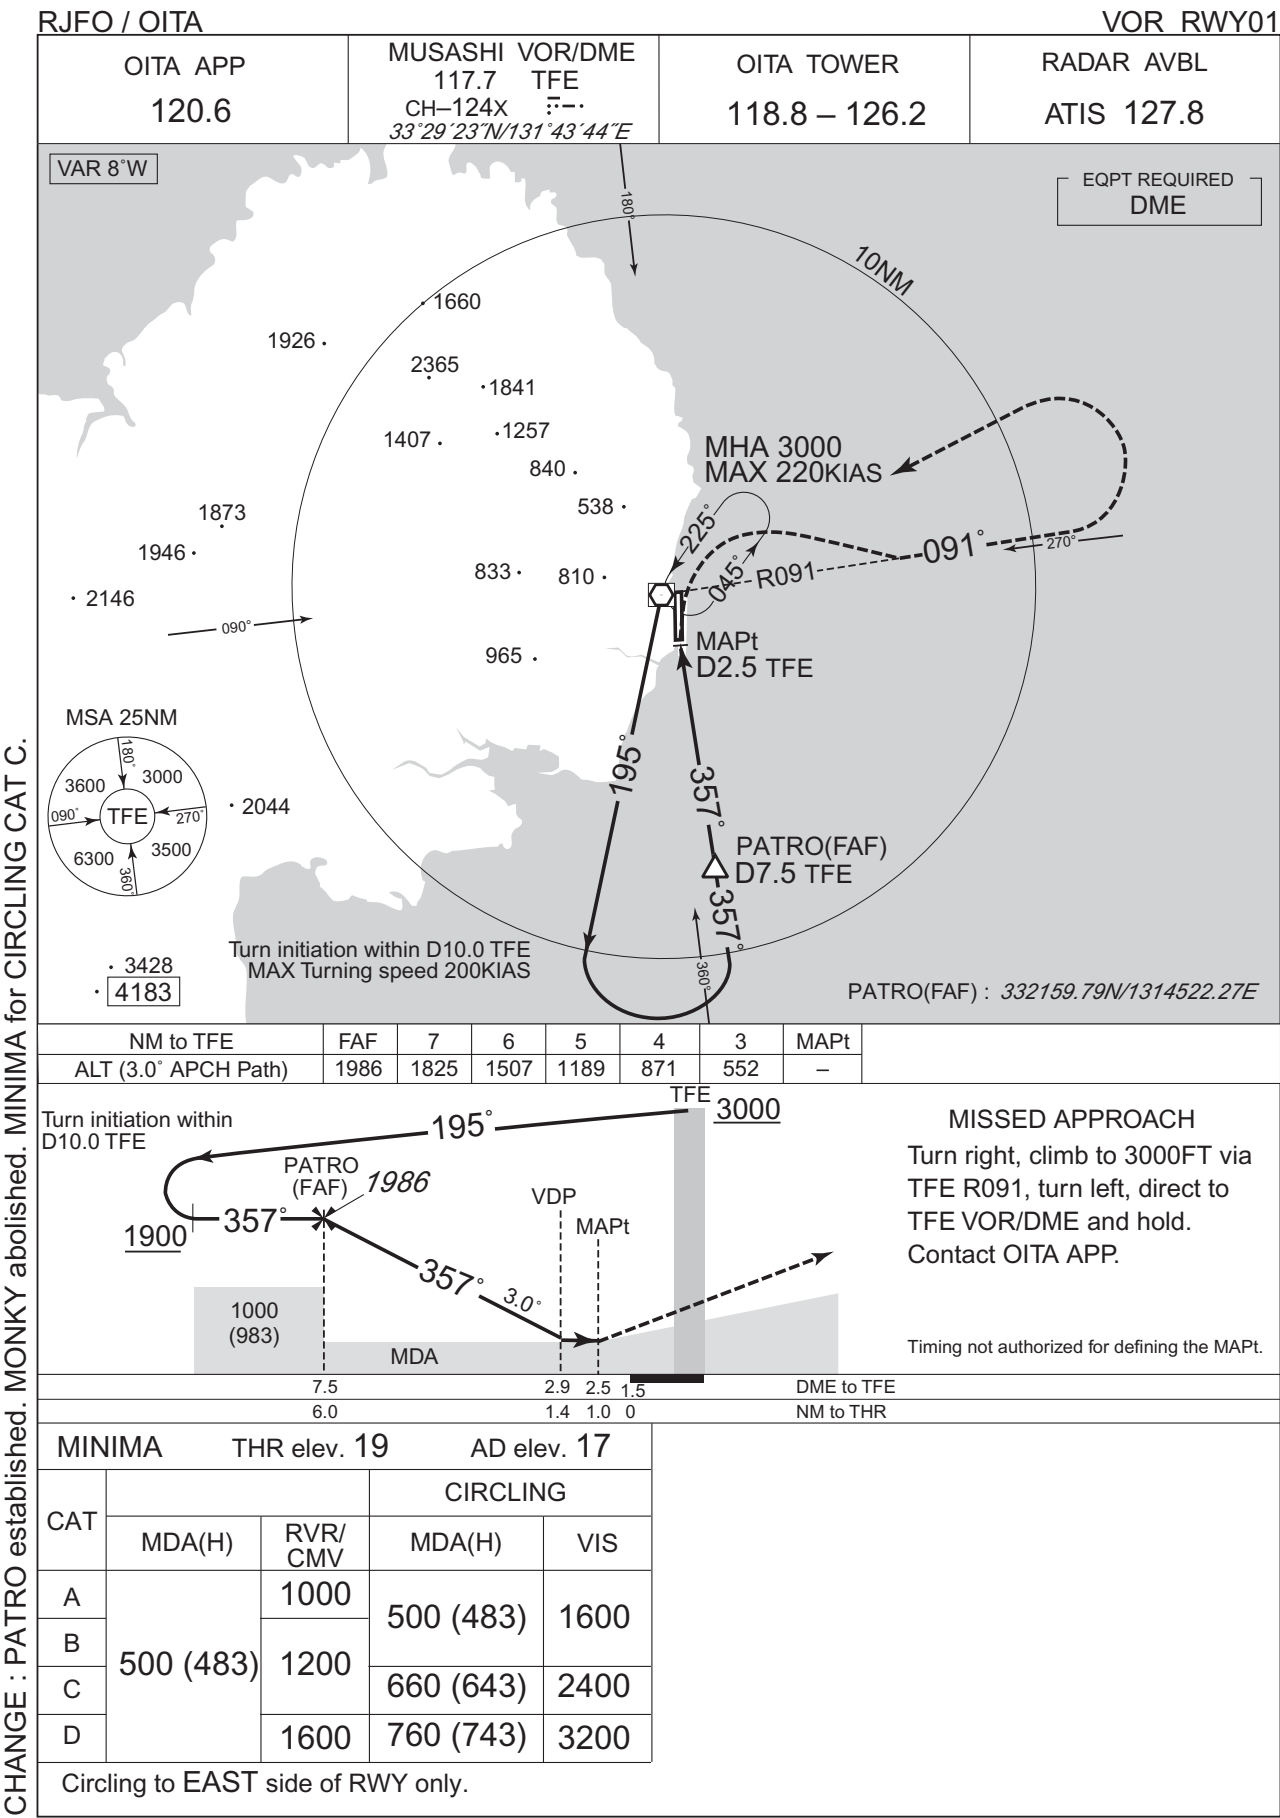 RJFO / OITA
VOR RWY01
OITA APP
120.6
MUSASHI VOR/DME
117.7 TFE
CH–124X
33°29′23″N/131°43′44″E
OITA TOWER
118.8 – 126.2
RADAR AVBL
ATIS 127.8
VAR 8°W
EQPT REQUIRED
DME
180°
10NM
1660
1926
2365
1841
1407
1257
840
538
MHA 3000
MAX 220KIAS
1873
1946
2146
833
810
225°
045°
R091
091°
270°
090°
965
MAPt
D2.5 TFE
195°
357°
MSA 25NM
180°
3600
3000
090°
TFE
270°
6300
3500
360°
2044
PATRO(FAF)
D7.5 TFE
357°
360°
Turn initiation within D10.0 TFE
MAX Turning speed 200KIAS
3428
4183
PATRO(FAF) : 332159.79N/1314522.27E
NM to TFE FAF 7 6 5 4 3 MAPt
ALT (3.0° APCH Path) 1986 1825 1507 1189 871 552 –
Turn initiation within
D10.0 TFE
195°
TFE
3000
PATRO
(FAF)
1986
1900
357°
VDP
MAPt
357°
3.0°
1000
(983)
MDA
MISSED APPROACH
Turn right, climb to 3000FT via
TFE R091, turn left, direct to
TFE VOR/DME and hold.
Contact OITA APP.
Timing not authorized for defining the MAPt.
7.5 2.9 2.5 1.5 DME to TFE
6.0 1.4 1.0 0 NM to THR
MINIMA THR elev. 19 AD elev. 17
CAT
CIRCLING
MDA(H)
RVR/
CMV
MDA(H)
VIS
A
B
C
D
500 (483)
1000
1200
1600
500 (483) 1600
660 (643) 2400
760 (743) 3200
Circling to EAST side of RWY only.
CHANGE : PATRO established. MONKY abolished. MINIMA for CIRCLING CAT C.